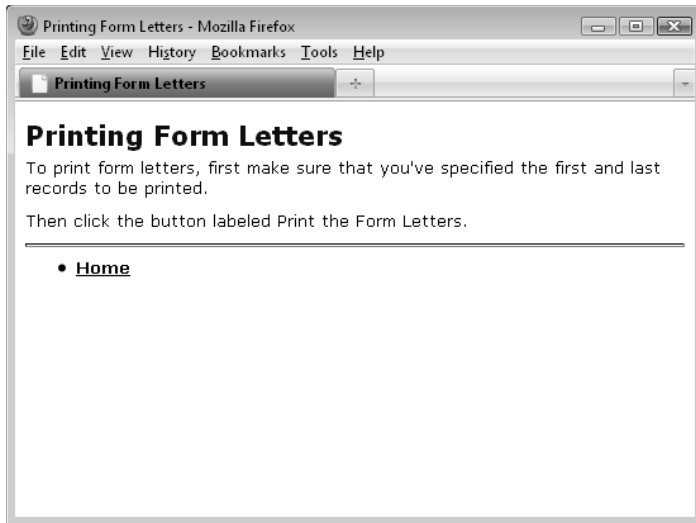 Printing Form Letters - Mozilla Firefox
File Edit View History Bookmarks Tools Help
Printing Form Letters
Printing Form Letters
To print form letters, first make sure that you've specified the first and last
records to be printed.
Then click the button labeled Print the Form Letters.
• Home